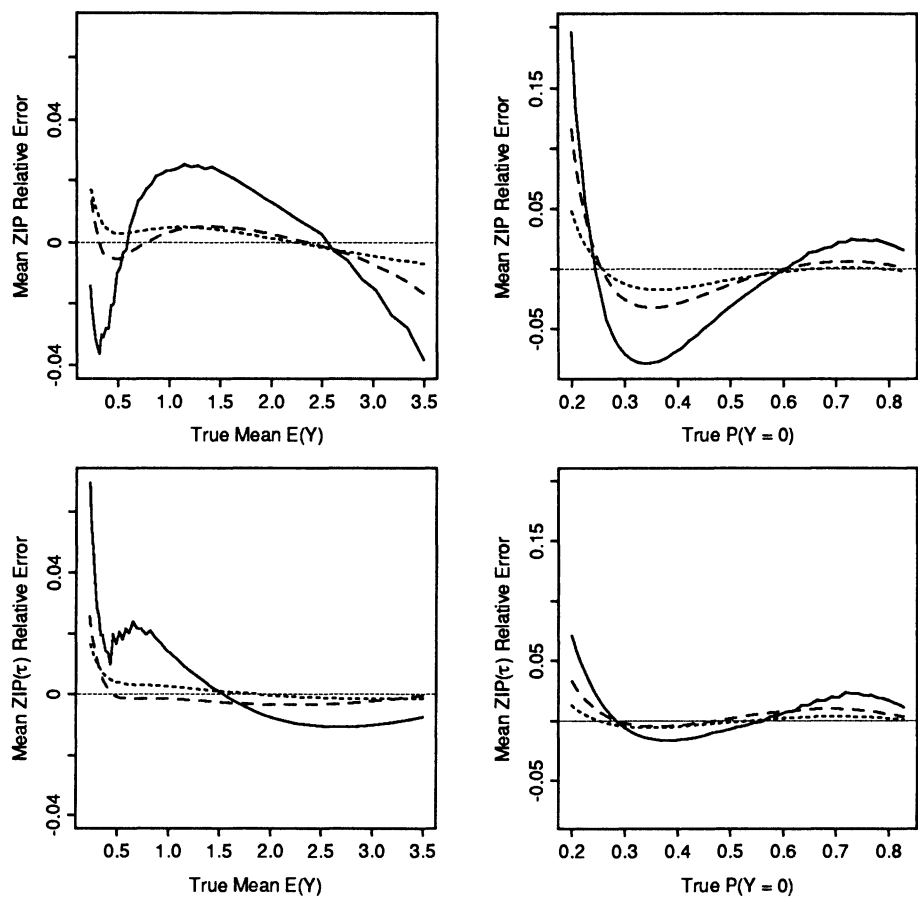 Mean ZIP Relative Error
0.04
0
-0.04
0.5 1.0 1.5 2.0 2.5 3.0 3.5
True Mean E(Y)
Mean ZIP Relative Error
0.15
0.05
-0.05
0.2 0.3 0.4 0.5 0.6 0.7 0.8
True P(Y = 0)
Mean ZIP(τ) Relative Error
0.04
0
-0.04
0.5 1.0 1.5 2.0 2.5 3.0 3.5
True Mean E(Y)
Mean ZIP(τ) Relative Error
0.15
0.05
-0.05
0.2 0.3 0.4 0.5 0.6 0.7 0.8
True P(Y = 0)